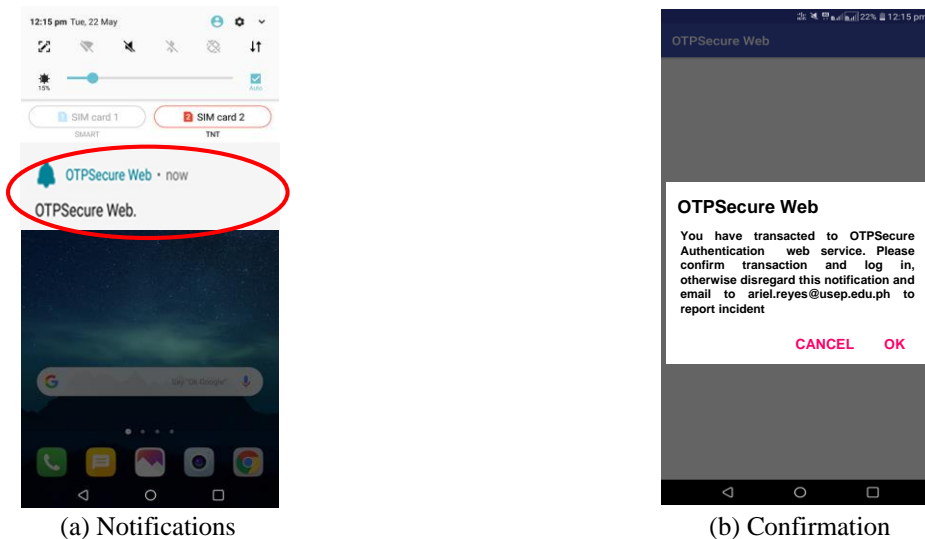 12:15 pm Tue, 22 May
15%
Auto
SIM card 1
SIM card 2
SMART
TNT
OTPSecure Web • now
OTPSecure Web.
G
Say "Ok Google"
(a) Notifications
22% 12:15 pm
OTPSecure Web
OTPSecure Web
You have transacted to OTPSecure
Authentication web service. Please
confirm transaction and log in,
otherwise disregard this notification and
email to ariel.reyes@usep.edu.ph to
report incident
CANCEL OK
(b) Confirmation